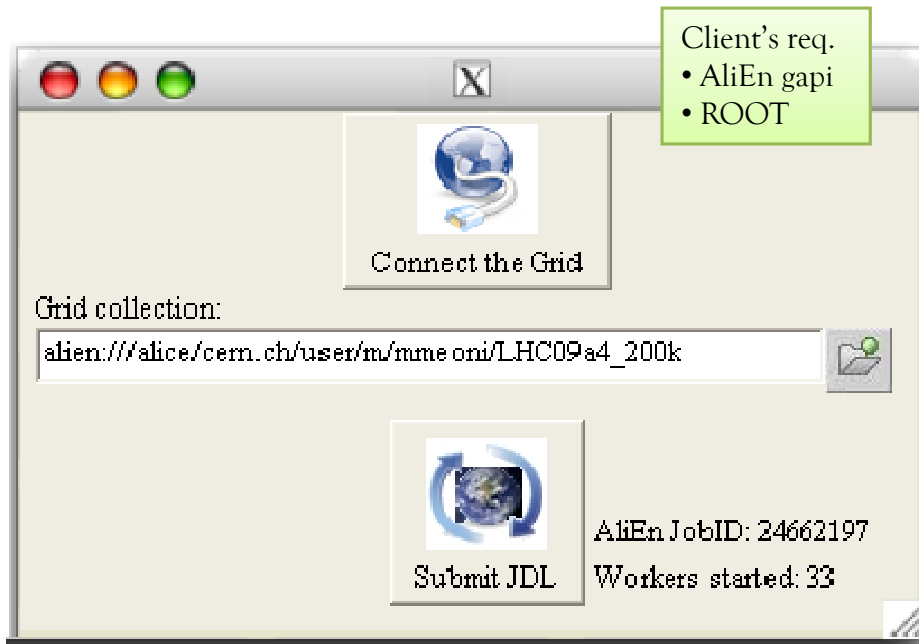 Client's req.
• AliEn gapi
• ROOT
X
Connect the Grid
Grid collection:
alien:///alice/cern.ch/user/m/mmeoni/LHC09a4_200k
Submit JDL
AliEn JobID: 24662197
Workers started: 33